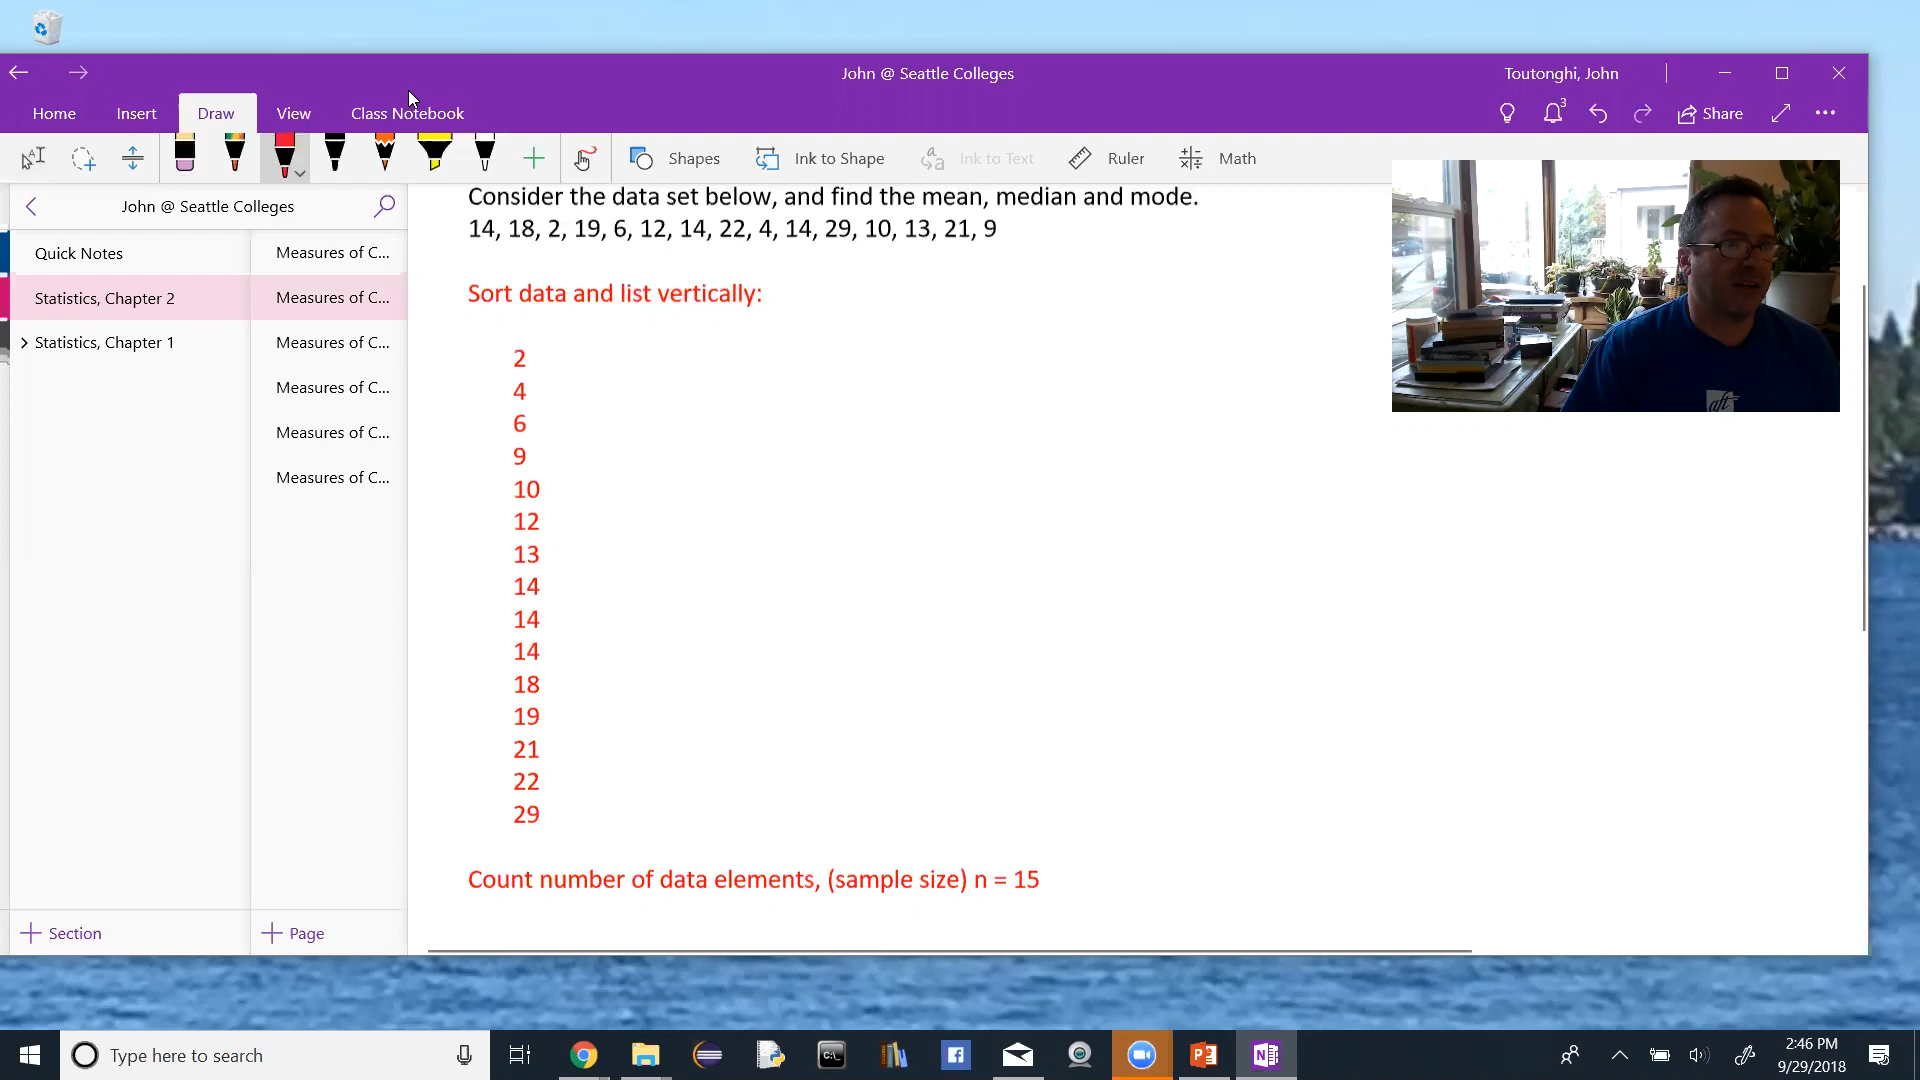 John @ Seattle Colleges
Toutonghi, John
Home
Insert
Draw
View
Class Notebook
3
Share
Shapes
Ink to Shape
Ink to Text
Ruler
Math
John @ Seattle Colleges
Quick Notes
Statistics, Chapter 2
Statistics, Chapter 1
Section
Measures of C...
Measures of C...
Measures of C...
Measures of C...
Measures of C...
Measures of C...
Page
Consider the data set below, and find the mean, median and mode.
14, 18, 2, 19, 6, 12, 14, 22, 4, 14, 29, 10, 13, 21, 9
Sort data and list vertically:
2
4
6
9
10
12
13
14
14
14
18
19
21
22
29
Count number of data elements, (sample size) n = 15
aft
Type here to search
2:46 PM
9/29/2018